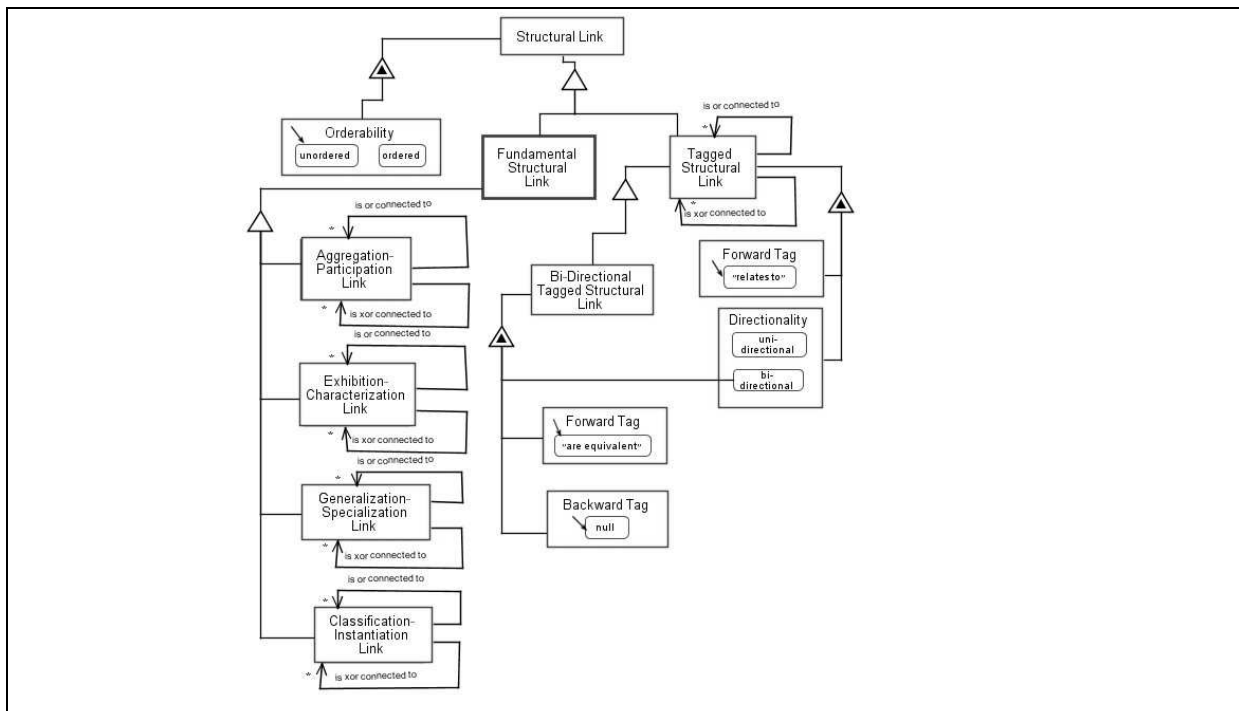 Structural Link
is or connected to
*
Orderability
unordered
ordered
Fundamental
Structural
Link
Tagged
Structural
Link
*
is xor connected to
is or connected to
*
Aggregation-
Participation
Link
*
is xor connected to
Bi-Directional
Tagged Structural
Link
Forward Tag
"relates to"
Directionality
uni-
directional
bi-
directional
is or connected to
*
Exhibition-
Characterization
Link
*
is xor connected to
Forward Tag
"are equivalent"
is or connected to
*
Generalization-
Specialization
Link
*
is xor connected to
Backward Tag
null
is or connected to
*
Classification-
Instantiation
Link
*
is xor connected to